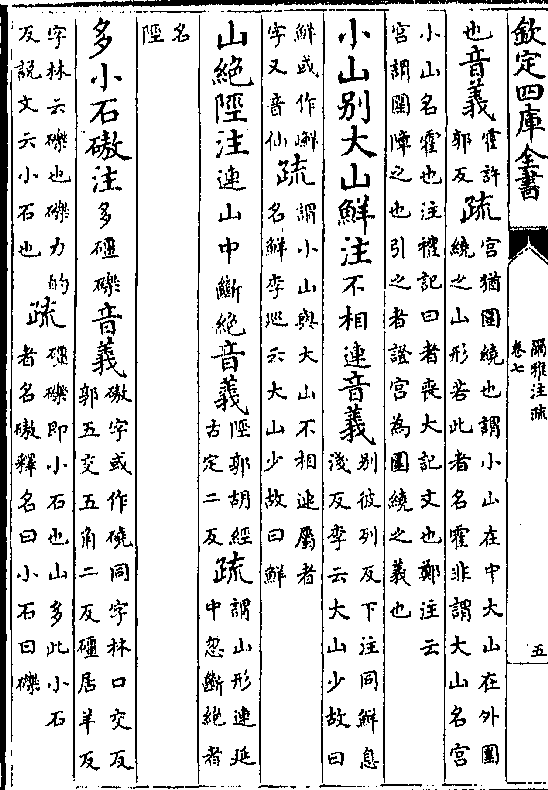 欽定四庫全書
爾雅注疏
卷七
五
也音義霍許郭反疏宮猶圍繞也謂小山在中大山在外圍繞之山形若此者名霍非謂大山名宮
小山名霍也注禮記曰者喪大記文也鄭注云
宮謂圍障之也引之者證宮為圍繞之義也
小山別大山鮮注不相連音義別彼列反下注同鮮息淺反李云大山少故曰
鮮或作嶰字又音仙疏謂小山與大山不相連屬者名鮮李巡云大山少故曰鮮
山絶陘注連山中斷絶音義陘郭胡經古定二反疏謂山形連延中忽斷絶者
名陘
多小石磝注多礓礫音義磝字或作磽同字林口交反郭五交五角二反礓居羊反
字林云礫也礫力的反說文云小石也疏礓礫即小石也山多此小石者名磝釋名曰小石曰礫